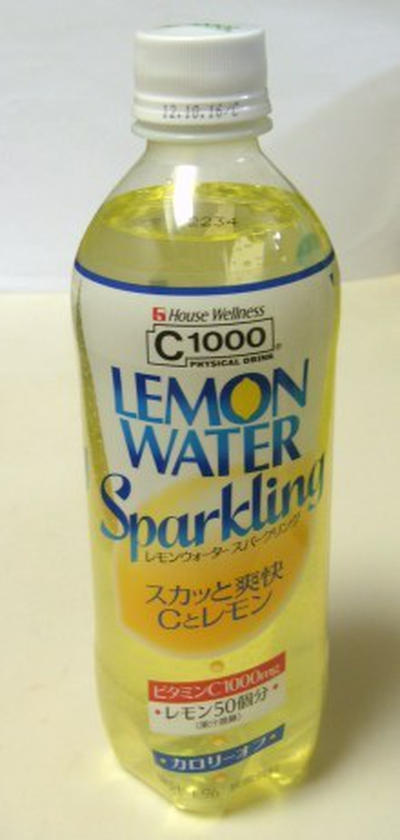 12.10.16/C
2234
House Wellness
C1000
PHYSICAL DRINK
LEMON
WATER
Sparkling
レモンウォーター スパークリング
スカッと爽快
Cとレモン
ビタミンC1000mg
・レモン50個分・
・カロリーオフ・